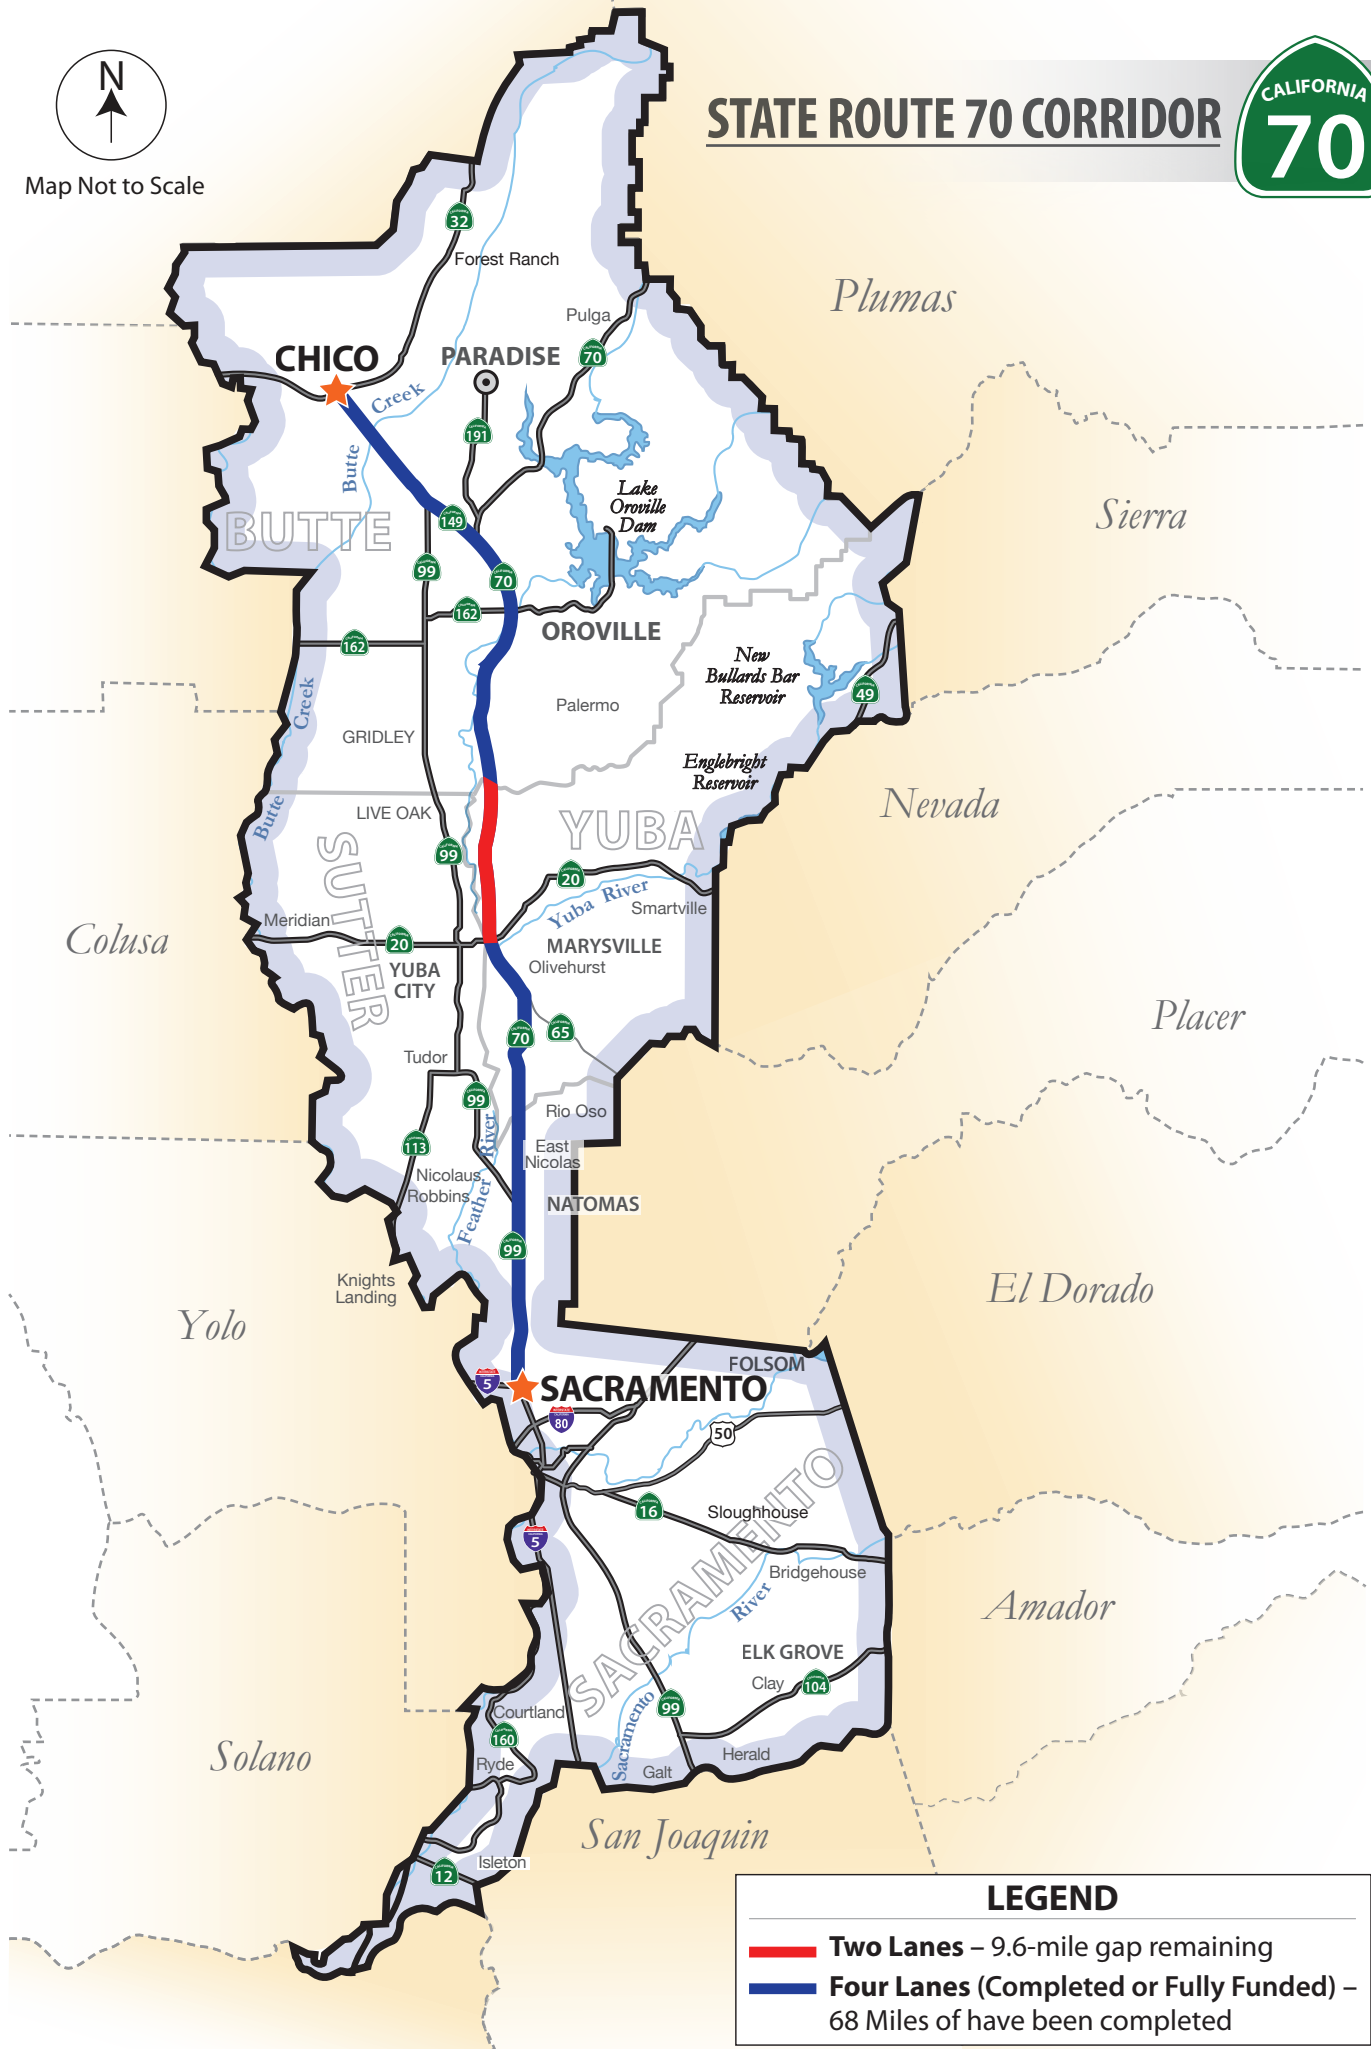 N
Map Not to Scale
STATE ROUTE 70 CORRIDOR
CALIFORNIA
70
32
Forest Ranch
Plumas
Pulga
70
CHICO
PARADISE
Creek
191
Butte
Lake
Oroville
Dam
Sierra
BUTTE
149
99
70
162
OROVILLE
162
New
Bullards Bar
Reservoir
49
Creek
Palermo
GRIDLEY
Englebright
Reservoir
Nevada
Butte
LIVE OAK
YUBA
SUTTER
99
20
Yuba River
Smartville
Meridian
Colusa
20
MARYSVILLE
YUBA
CITY
Olivehurst
Placer
70
65
Tudor
99
Rio Oso
River
113
East
Nicolas
Nicolaus
Robbins
Feather
NATOMAS
99
Knights
Landing
El Dorado
Yolo
FOLSOM
5
SACRAMENTO
80
50
SACRAMENTO
16
Sloughhouse
5
Bridgehouse
River
Amador
ELK GROVE
Clay
104
Sacramento
99
Courtland
160
Solano
Ryde
Herald
Galt
San Joaquin
Isleton
12
LEGEND
Two Lanes – 9.6-mile gap remaining
Four Lanes (Completed or Fully Funded) –
68 Miles of have been completed